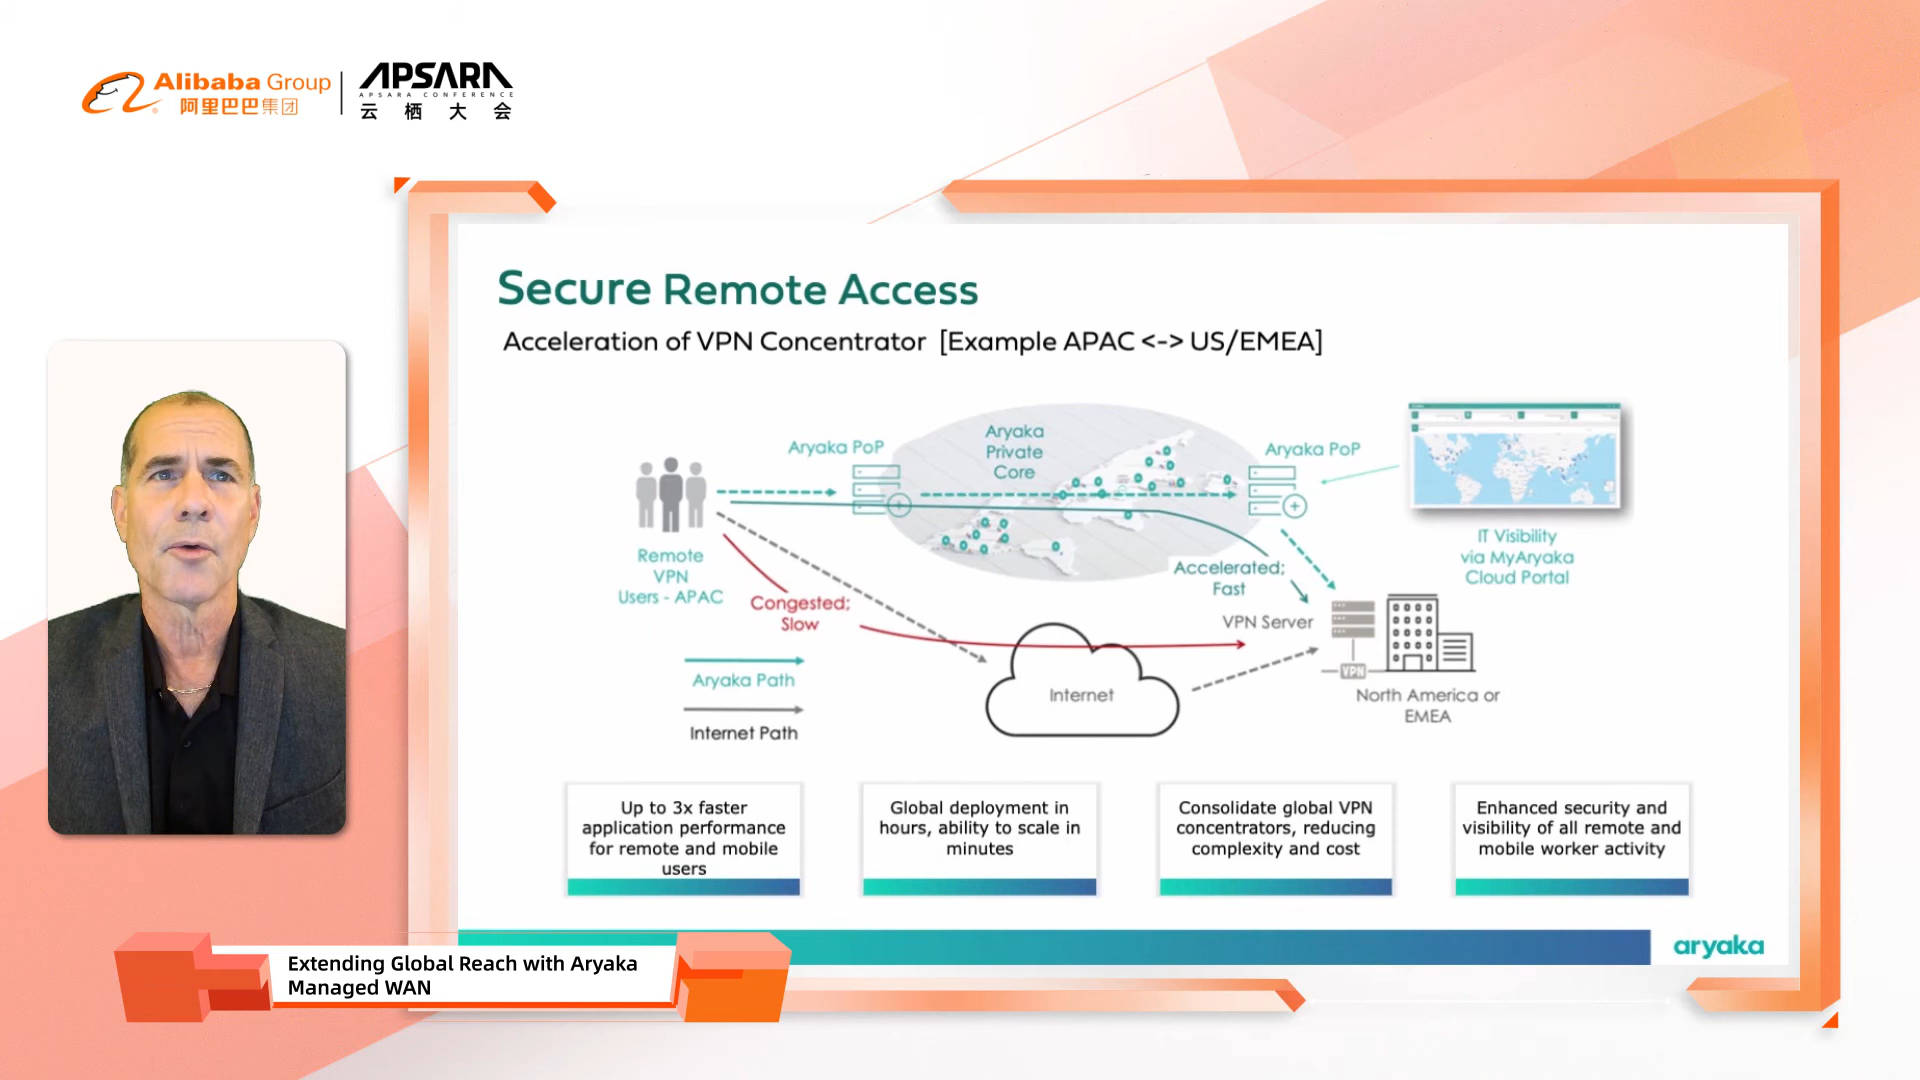 Alibaba Group
阿里巴巴集团
APSARA
APSARA CONFERENCE
云栖大会
Secure Remote Access
Acceleration of VPN Concentrator [Example APAC <-> US/EMEA]
Aryaka PoP
Aryaka
Private
Core
Aryaka PoP
Remote
VPN
Users - APAC
Congested;
Slow
Accelerated;
Fast
IT Visibility
via MyAryaka
Cloud Portal
VPN Server
VPN
Internet
North America or
EMEA
Aryaka Path
Internet Path
Up to 3x faster
application performance
for remote and mobile
users
Global deployment in
hours, ability to scale in
minutes
Consolidate global VPN
concentrators, reducing
complexity and cost
Enhanced security and
visibility of all remote and
mobile worker activity
aryaka
Extending Global Reach with Aryaka
Managed WAN